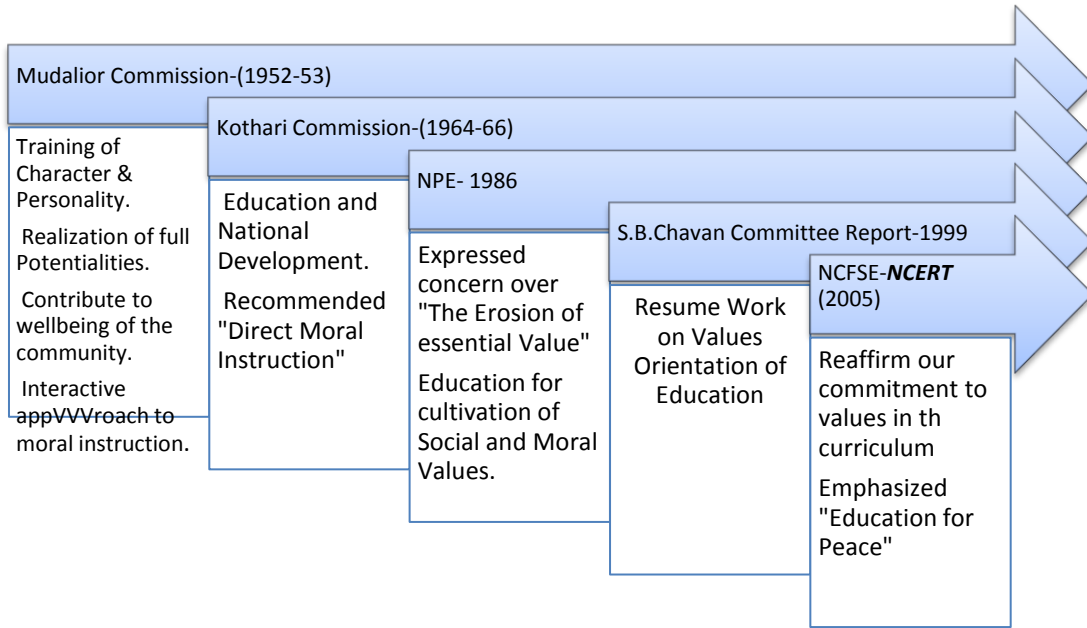 Mudalior Commission-(1952-53)
Training of
Character &
Personality.
Realization of full
Potentialities.
Contribute to
wellbeing of the
community.
Interactive
appVVVroach to
moral instruction.
Kothari Commission-(1964-66)
Education and
National
Development.
Recommended
"Direct Moral
Instruction"
NPE- 1986
Expressed
concern over
"The Erosion of
essential Value"
Education for
cultivation of
Social and Moral
Values.
S.B.Chavan Committee Report-1999
Resume Work
on Values
Orientation of
Education
NCFSE-NCERT
(2005)
Reaffirm our
commitment to
values in th
curriculum
Emphasized
"Education for
Peace"